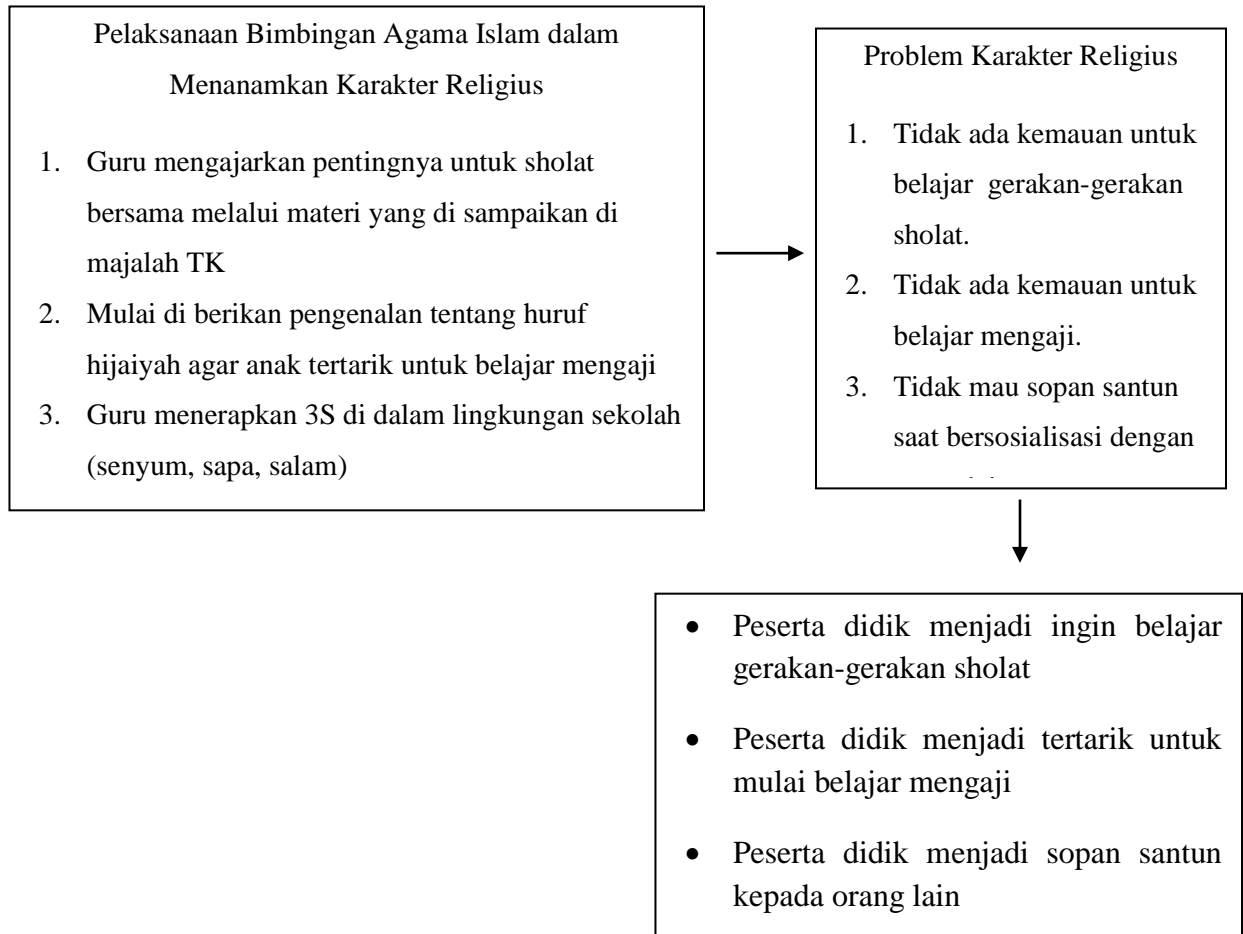 Pelaksanaan Bimbingan Agama Islam dalam
Menanamkan Karakter Religius
1. Guru mengajarkan pentingnya untuk sholat
bersama melalui materi yang di sampaikan di
majalah TK
2. Mulai di berikan pengenalan tentang huruf
hijaiyah agar anak tertarik untuk belajar mengaji
3. Guru menerapkan 3S di dalam lingkungan sekolah
(senyum, sapa, salam)
Problem Karakter Religius
1. Tidak ada kemauan untuk
belajar gerakan-gerakan
sholat.
2. Tidak ada kemauan untuk
belajar mengaji.
3. Tidak mau sopan santun
saat bersosialisasi dengan
• Peserta didik menjadi ingin belajar
gerakan-gerakan sholat
• Peserta didik menjadi tertarik untuk
mulai belajar mengaji
• Peserta didik menjadi sopan santun
kepada orang lain